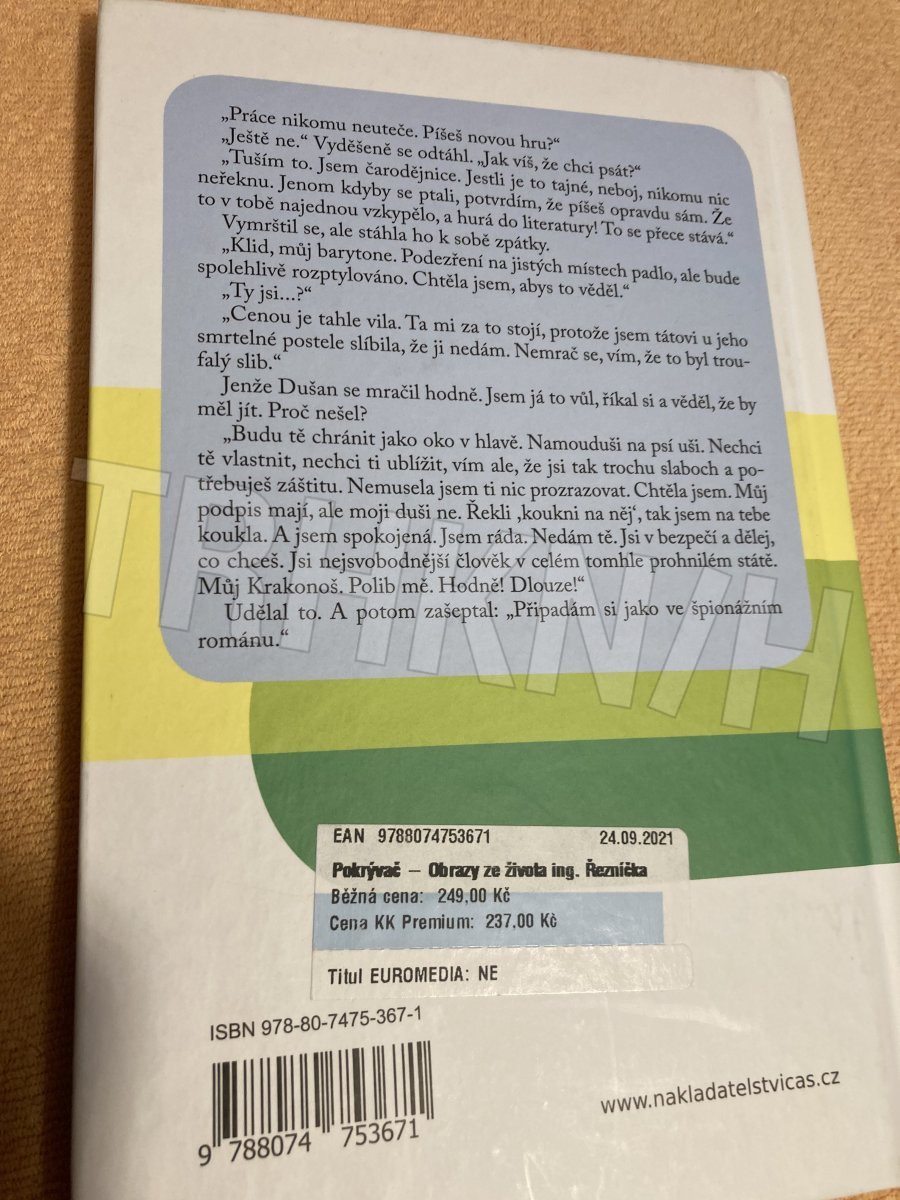 „Práce nikomu neuteče. Píšeš novou hru?“
„Ještě ne.“ Vyděšeně se odtáhl. „Jak víš, že chci psát?“
„Tuším to. Jsem čarodějnice. Jestli je to tajné, neboj, nikomu nic
neřeknu. Jenom kdyby se ptali, potvrdím, že píšeš opravdu sám. Že
to v tobě najednou vzkypělo, a hurá do literatury! To se přece stává.“
Vymrštil se, ale stáhla ho k sobě zpátky.
„Klid, můj barytone. Podezření na jistých místech padlo, ale bude
spolehlivě rozptylováno. Chtěla jsem, abys to věděl.“
„Ty jsi...?“
„Cenou je tahle vila. Ta mi za to stojí, protože jsem tátovi u jeho
smrtelné postele slíbila, že ji nedám. Nemrač se, vím, že to byl trou-
falý slib.“
Jenže Dušan se mračil hodně. Jsem já to vůl, říkal si a věděl, že by
měl jít. Proč nešel?
„Budu tě chránit jako oko v hlavě. Namouduši na psí uši. Nechci
tě vlastnit, nechci ti ublížit, vím ale, že jsi tak trochu slaboch a po-
třebuješ záštitu. Nemusela jsem ti nic prozrazovat. Chtěla jsem. Můj
podpis mají, ale moji duši ne. Řekli ‚koukni na něj‘, tak jsem na tebe
koukla. A jsem spokojená. Jsem ráda. Nedám tě. Jsi v bezpečí a dělej,
co chceš. Jsi nejsvobodnější člověk v celém tomhle prohnilém státě.
Můj Krakonoš. Polib mě. Hodně! Dlouze!“
Udělal to. A potom zašeptal: „Připadám si jako ve špionážním
románu.“
TRHKNIH
EAN 9788074753671 24.09.2021
Pokrývač – Obrazy ze života ing. Řezníčka
Běžná cena: 249,00 Kč
Cena KK Premium: 237,00 Kč
Titul EUROMEDIA: NE
ISBN 978-80-7475-367-1
9 788074 753671
www.nakladatelstvicas.cz